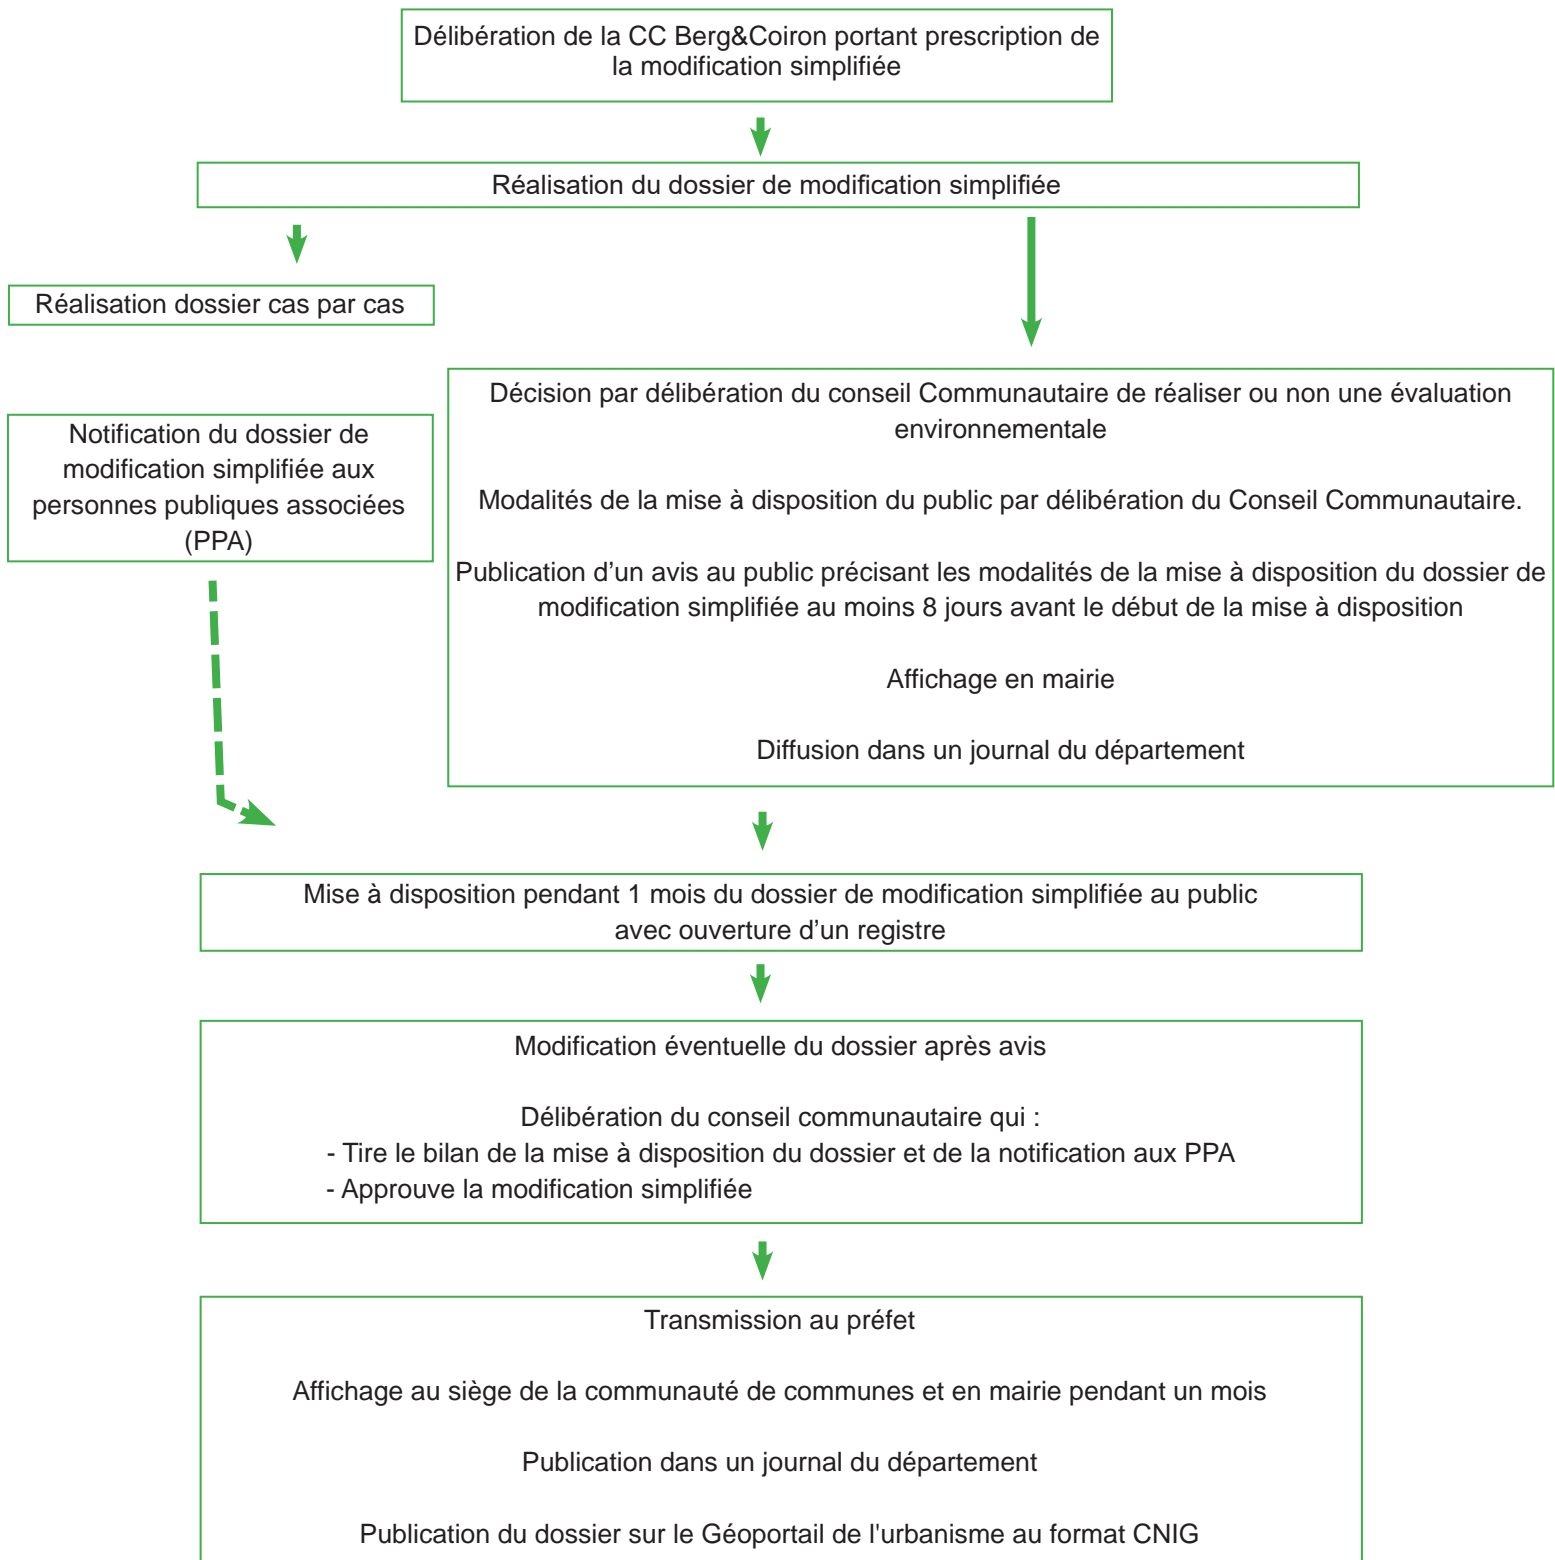 Délibération de la CC Berg&Coiron portant prescription de
la modification simplifiée
Réalisation du dossier de modification simplifiée
Réalisation dossier cas par cas
Notification du dossier de
modification simplifiée aux
personnes publiques associées
(PPA)
Décision par délibération du conseil Communautaire de réaliser ou non une évaluation
environnementale
Modalités de la mise à disposition du public par délibération du Conseil Communautaire.
Publication d’un avis au public précisant les modalités de la mise à disposition du dossier de
modification simplifiée au moins 8 jours avant le début de la mise à disposition
Affichage en mairie
Diffusion dans un journal du département
Mise à disposition pendant 1 mois du dossier de modification simplifiée au public
avec ouverture d’un registre
Modification éventuelle du dossier après avis
Délibération du conseil communautaire qui :
- Tire le bilan de la mise à disposition du dossier et de la notification aux PPA
- Approuve la modification simplifiée
Transmission au préfet
Affichage au siège de la communauté de communes et en mairie pendant un mois
Publication dans un journal du département
Publication du dossier sur le Géoportail de l'urbanisme au format CNIG